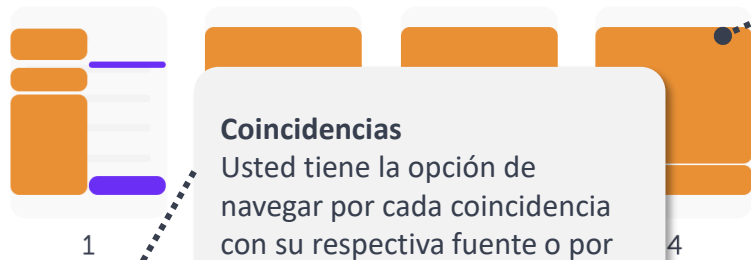 Coincidencias
Usted tiene la opción de
navegar por cada coincidencia
1 con su respectiva fuente o por 4